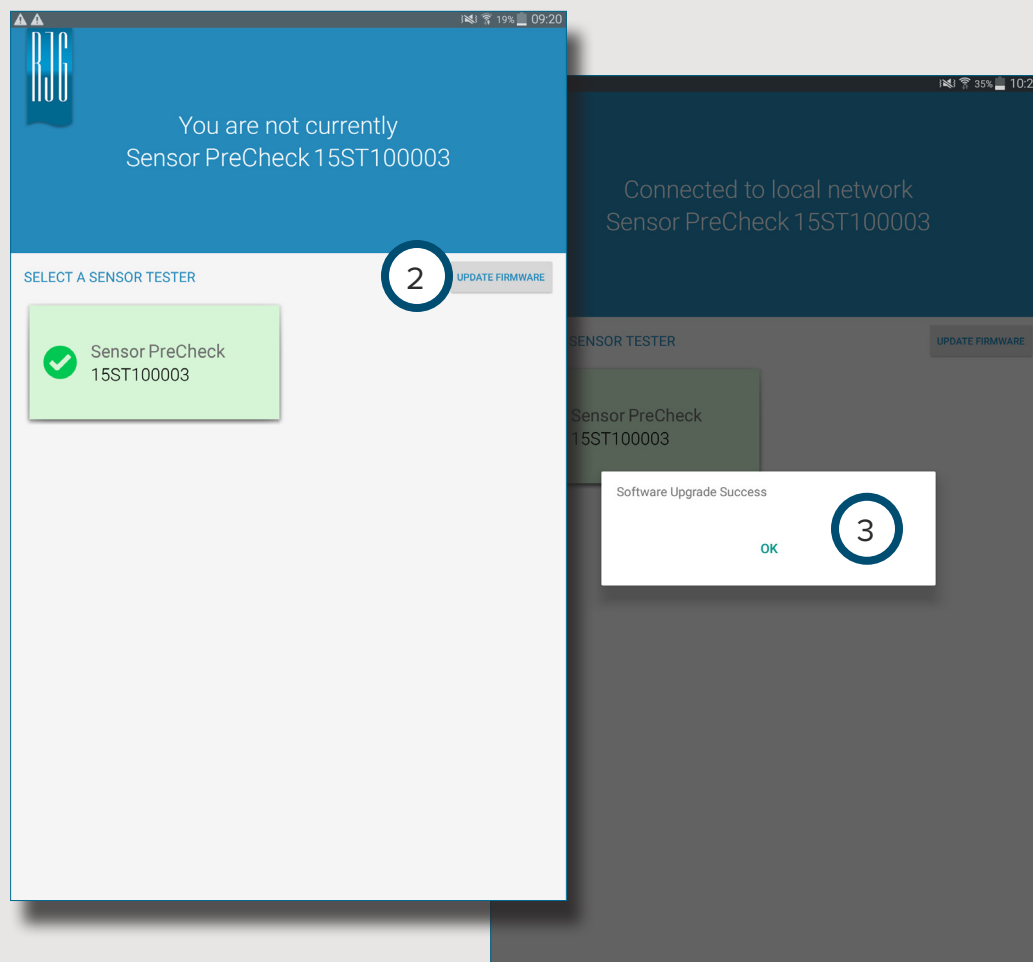 19% 09:20
RJG
You are not currently
Sensor PreCheck 15ST100003
SELECT A SENSOR TESTER
2
UPDATE FIRMWARE
Sensor PreCheck
15ST100003
35% 10:2
Connected to local network
Sensor PreCheck 15ST100003
SENSOR TESTER
UPDATE FIRMWARE
Sensor PreCheck
15ST100003
Software Upgrade Success
3
OK